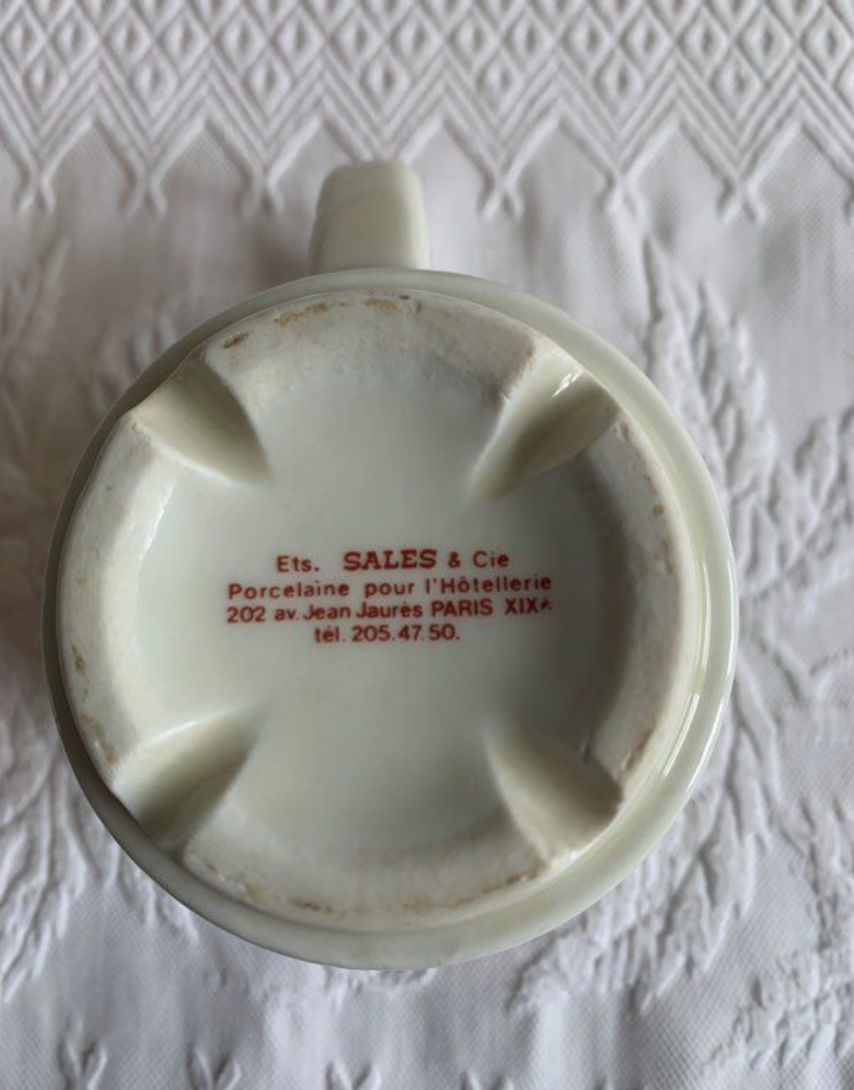 Ets. SALES & Cie
Porcelaine pour l'Hôtellerie
202 av. Jean Jaurès PARIS XIXe
tél. 205.47.50.